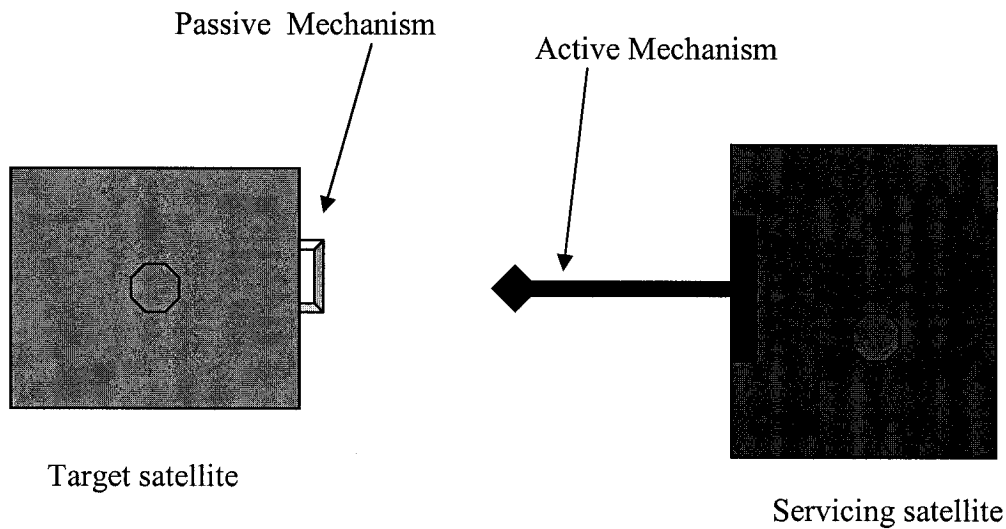 Passive Mechanism
Active Mechanism
Target satellite
Servicing satellite